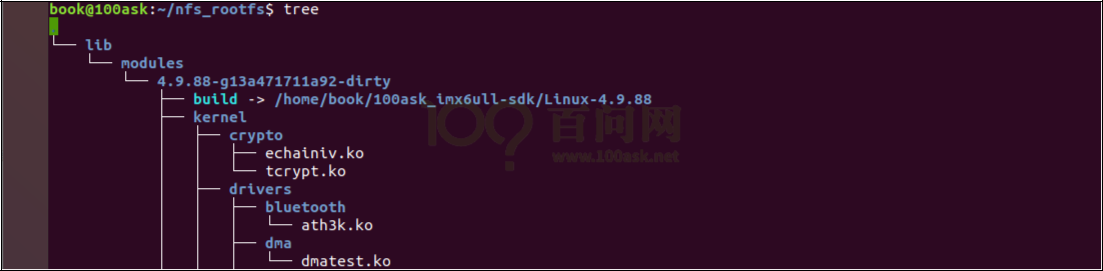 book@100ask:~/nfs_rootfs$ tree
.
└── lib
    └── modules
        └── 4.9.88-g13a471711a92-dirty
            ├── build -> /home/book/100ask_imx6ull-sdk/Linux-4.9.88
            ├── kernel
            │   ├── crypto
            │   │   ├── echainiv.ko
            │   │   └── tcrypt.ko
            │   ├── drivers
            │   │   ├── bluetooth
            │   │   │   └── ath3k.ko
            │   │   ├── dma
            │   │   │   └── dmatest.ko
百问网
www.100ask.net